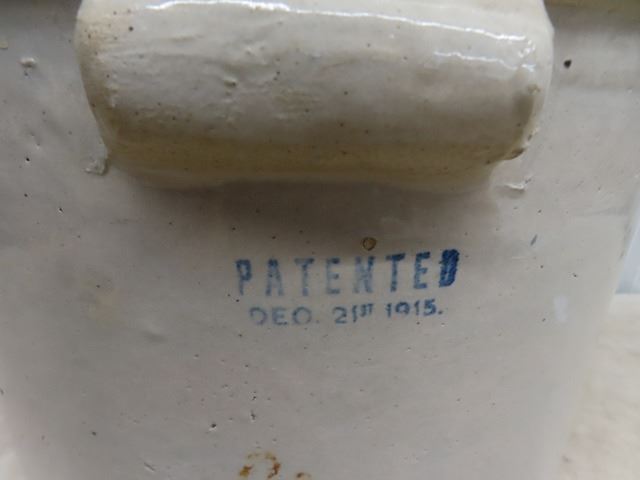 PATENTED
DEC. 21ST 1915.